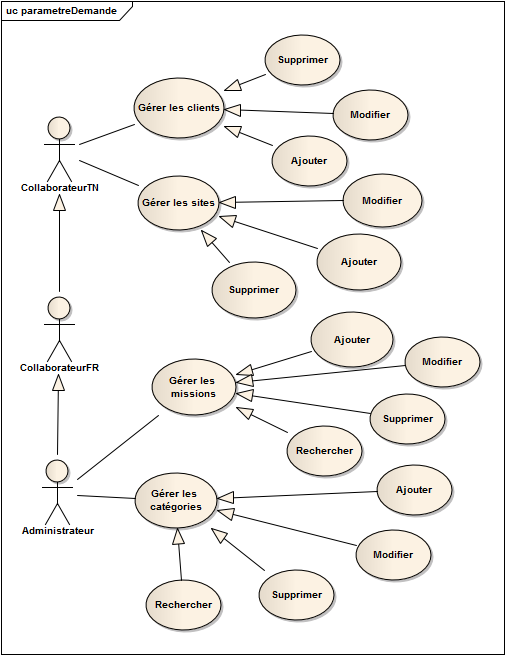 uc parametreDemande
Supprimer
Gérer les clients
Modifier
Ajouter
CollaborateurTN
Modifier
Gérer les sites
Ajouter
Supprimer
Ajouter
CollaborateurFR
Modifier
Gérer les
missions
Supprimer
Rechercher
Ajouter
Gérer les
catégories
Administrateur
Modifier
Supprimer
Rechercher